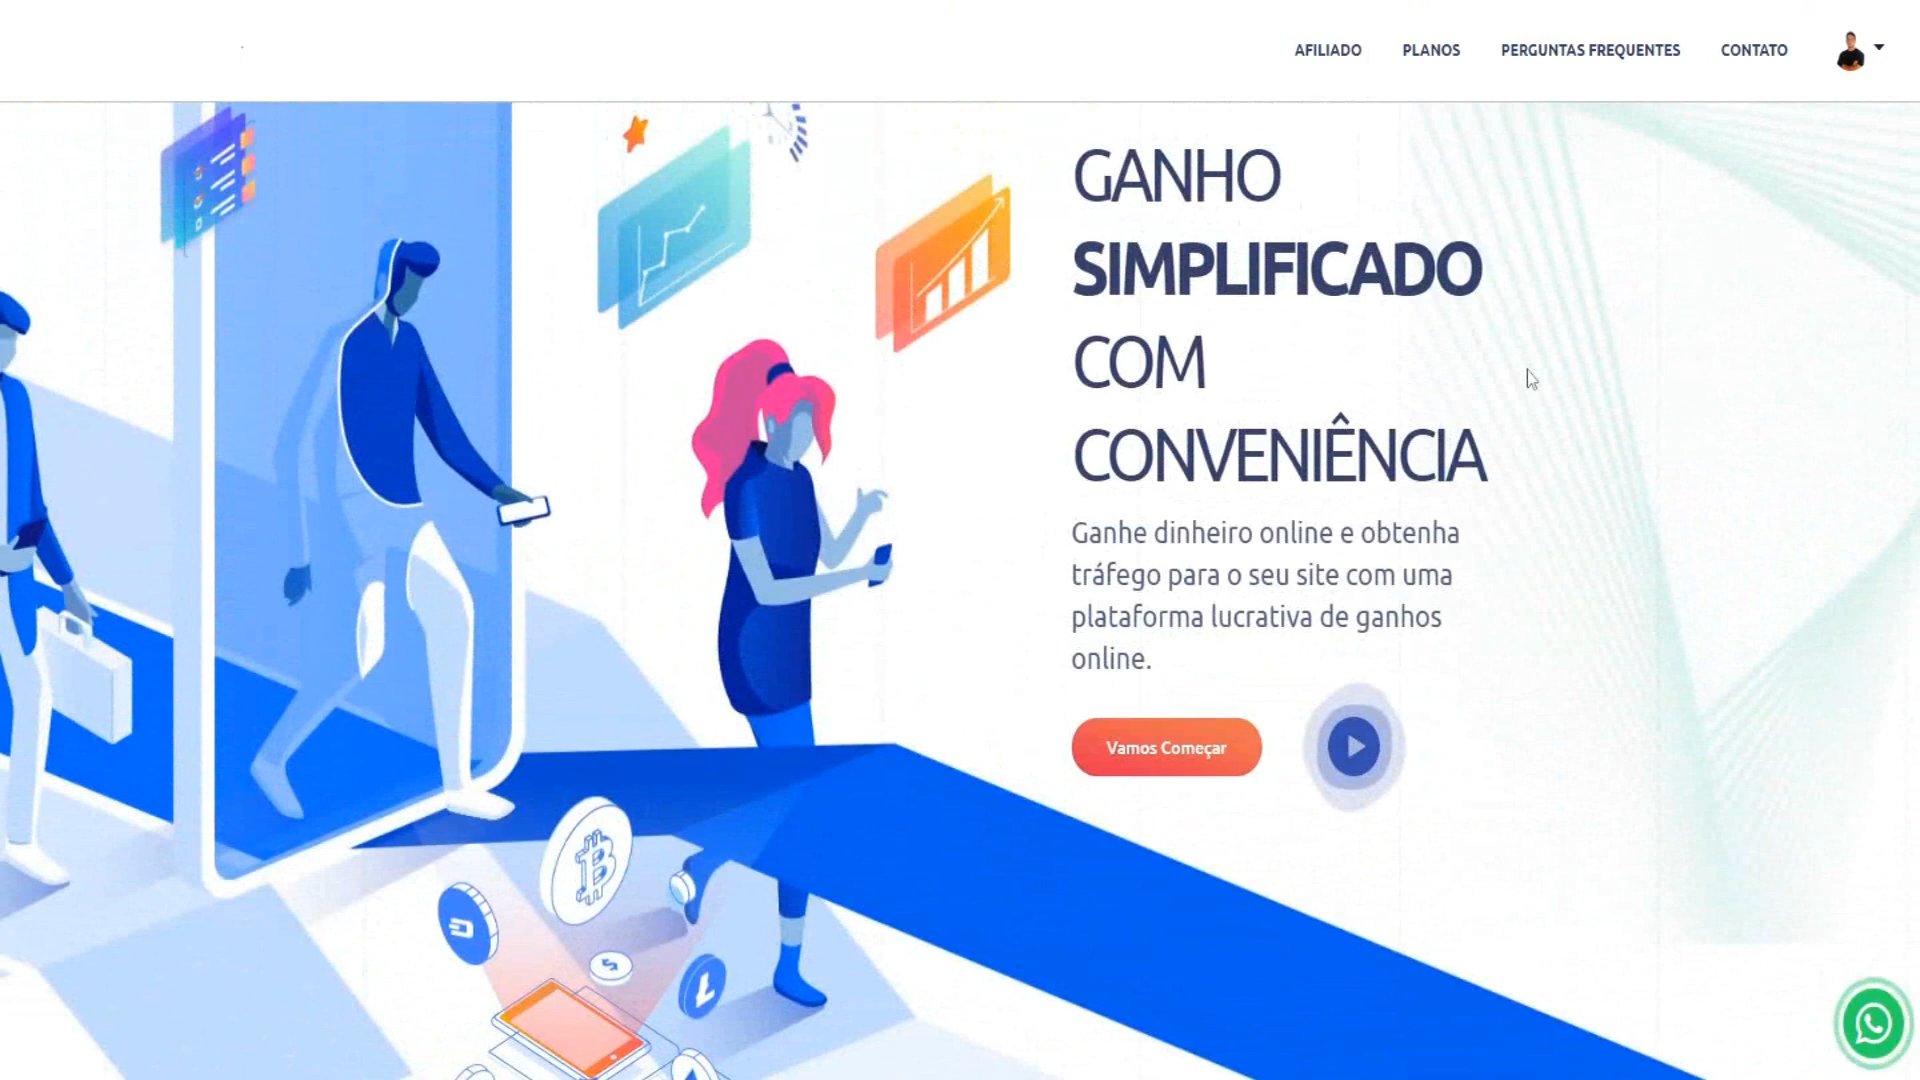 AFILIADO
PLANOS
PERGUNTAS FREQUENTES
CONTATO
GANHO
SIMPLIFICADO
COM
CONVENIÊNCIA
Ganhe dinheiro online e obtenha
tráfego para o seu site com uma
plataforma lucrativa de ganhos
online.
Vamos Começar